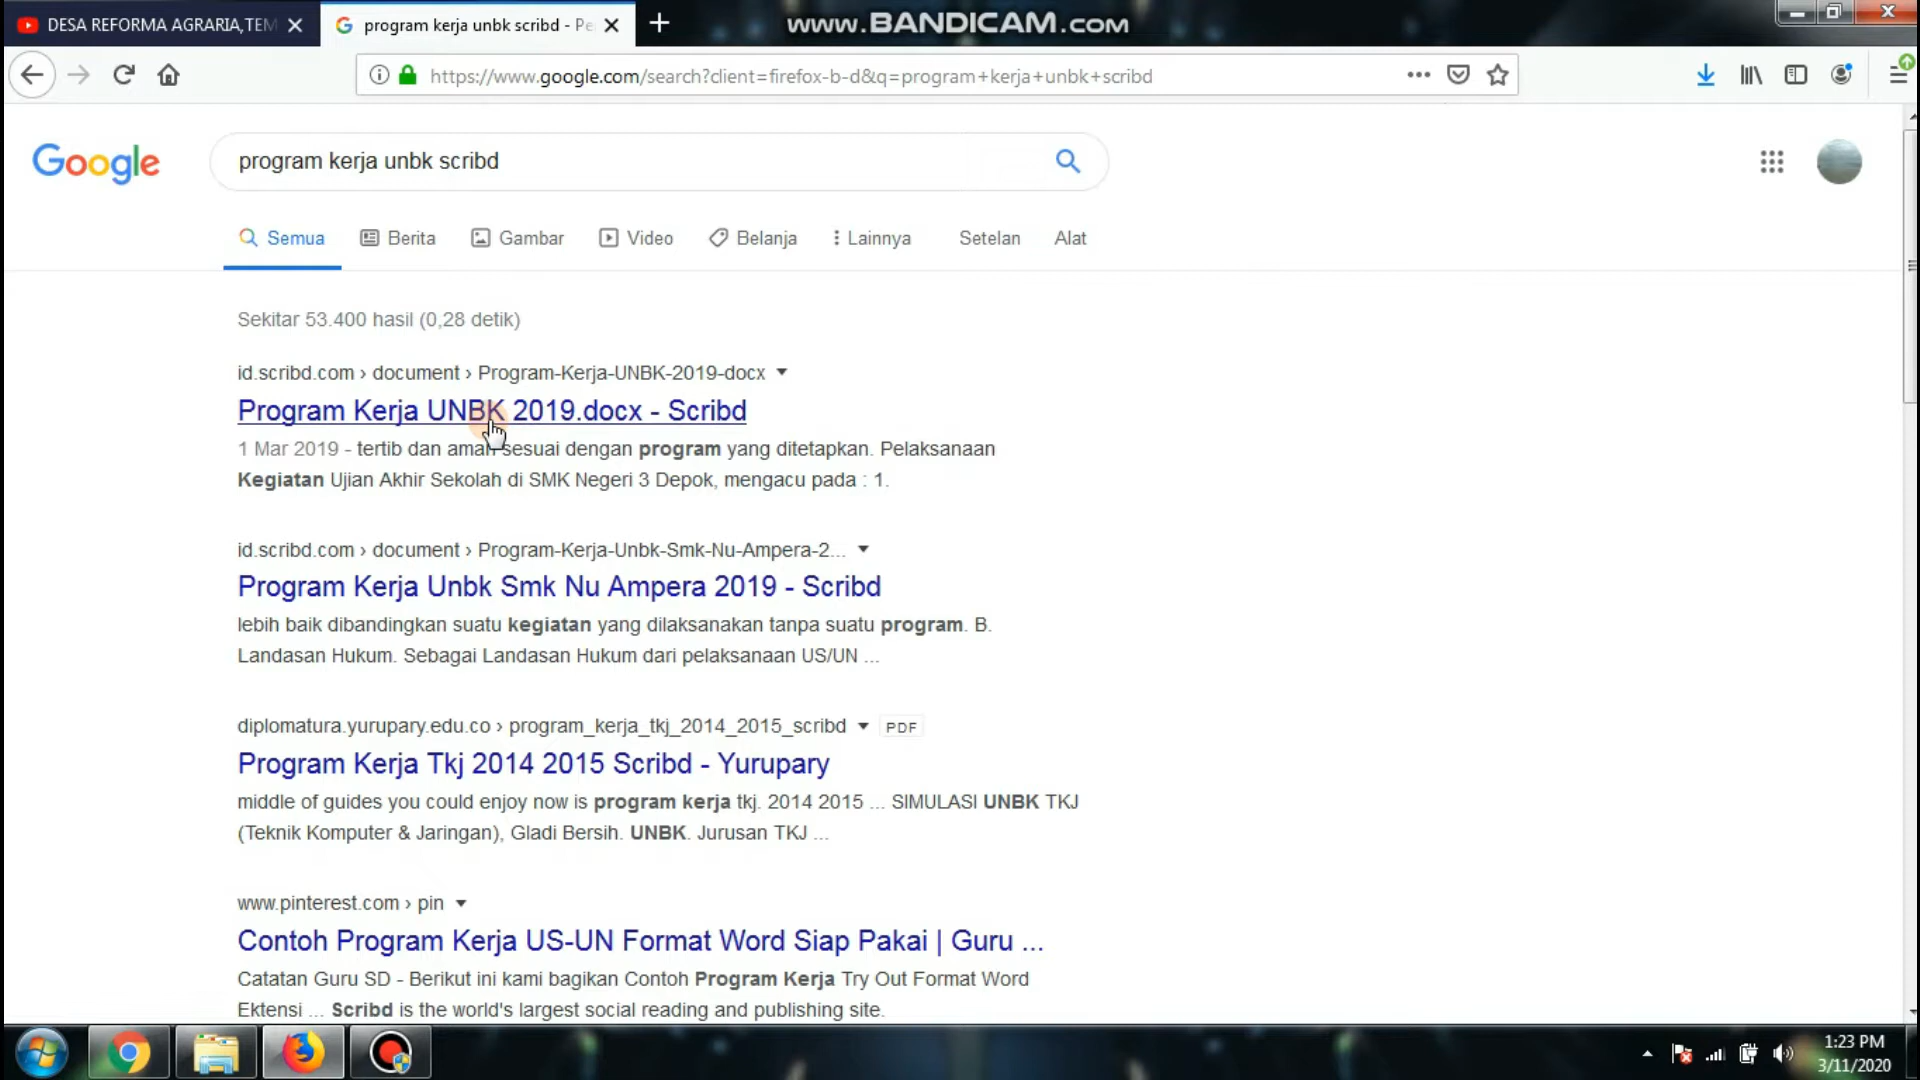 DESA REFORMA AGRARIA,TEM
program kerja unbk scribd - Pe
www.BANDICAM.com
https://www.google.com/search?client=firefox-b-d&q=program+kerja+unbk+scribd
Google
program kerja unbk scribd
Semua
Berita
Gambar
Video
Belanja
Lainnya
Setelan
Alat
Sekitar 53.400 hasil (0,28 detik)
id.scribd.com › document › Program-Kerja-UNBK-2019-docx
Program Kerja UNBK 2019.docx - Scribd
1 Mar 2019 - tertib dan aman sesuai dengan program yang ditetapkan. Pelaksanaan
Kegiatan Ujian Akhir Sekolah di SMK Negeri 3 Depok, mengacu pada : 1.
id.scribd.com › document › Program-Kerja-Unbk-Smk-Nu-Ampera-2...
Program Kerja Unbk Smk Nu Ampera 2019 - Scribd
lebih baik dibandingkan suatu kegiatan yang dilaksanakan tanpa suatu program. B.
Landasan Hukum. Sebagai Landasan Hukum dari pelaksanaan US/UN ...
diplomatura.yurupary.edu.co › program_kerja_tkj_2014_2015_scribd
PDF
Program Kerja Tkj 2014 2015 Scribd - Yurupary
middle of guides you could enjoy now is program kerja tkj. 2014 2015 ... SIMULASI UNBK TKJ
(Teknik Komputer & Jaringan), Gladi Bersih. UNBK. Jurusan TKJ ...
www.pinterest.com › pin
Contoh Program Kerja US-UN Format Word Siap Pakai | Guru ...
Catatan Guru SD - Berikut ini kami bagikan Contoh Program Kerja Try Out Format Word
Ektensi ... Scribd is the world's largest social reading and publishing site.
1:23 PM
3/11/2020